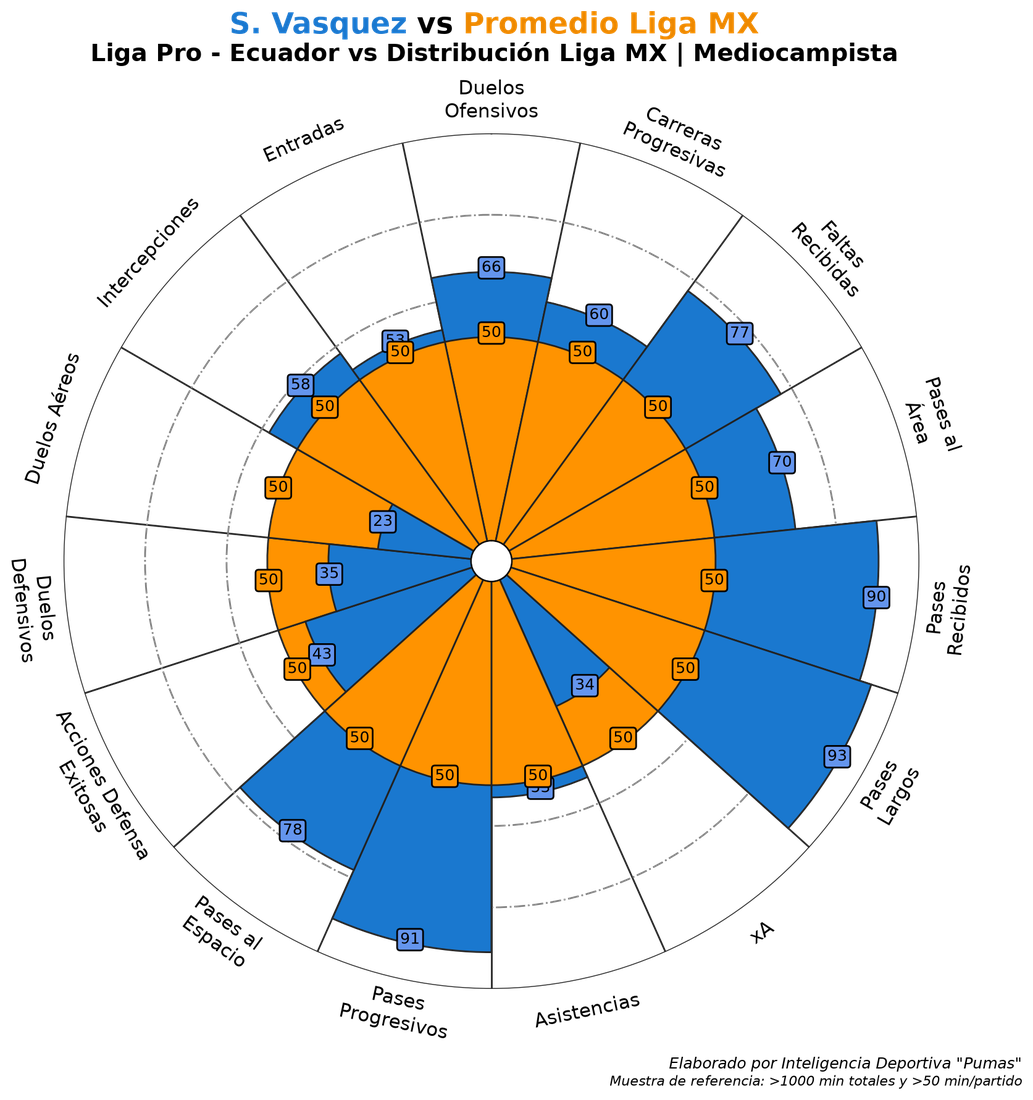 S. Vasquez vs Promedio Liga MX
Liga Pro - Ecuador vs Distribución Liga MX | Mediocampista
Duelos
Ofensivos
66
50
Carreras
Progresivas
60
50
Faltas
Recibidas
77
50
Pases al
Área
70
50
Pases
Recibidos
90
50
Pases
Largos
93
50
xA
34
50
Asistencias
50
Pases
Progresivos
91
50
Pases al
Espacio
78
50
Acciones Defensa
Exitosas
43
50
Duelos
Defensivos
35
50
Duelos Aéreos
23
50
Intercepciones
58
50
Entradas
53
50
Elaborado por Inteligencia Deportiva "Pumas"
Muestra de referencia: >1000 min totales y >50 min/partido